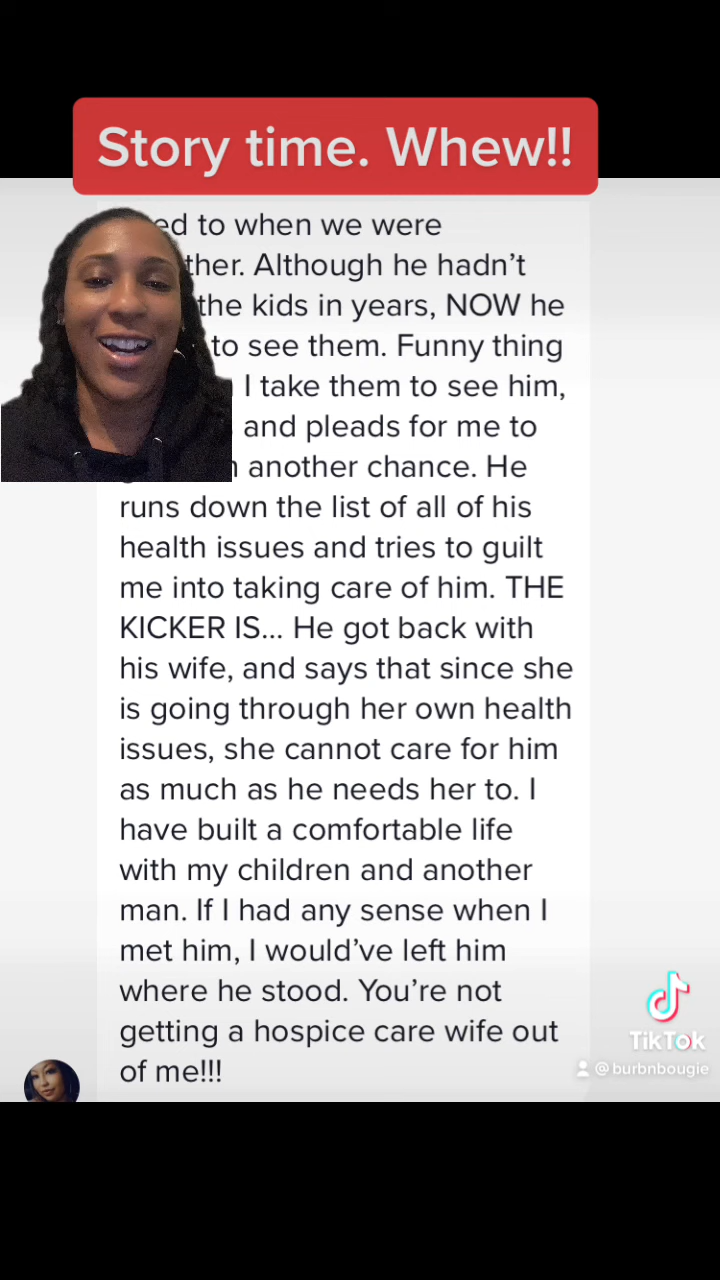 Story time. Whew!!
ed to when we were
ther. Although he hadn't
the kids in years, NOW he
to see them. Funny thing
I take them to see him,
and pleads for me to
another chance. He
runs down the list of all of his
health issues and tries to guilt
me into taking care of him. THE
KICKER IS... He got back with
his wife, and says that since she
is going through her own health
issues, she cannot care for him
as much as he needs her to. I
have built a comfortable life
with my children and another
man. If I had any sense when I
met him, I would've left him
where he stood. You're not
getting a hospice care wife out
of me!!!
TikTok
@burbnbougie